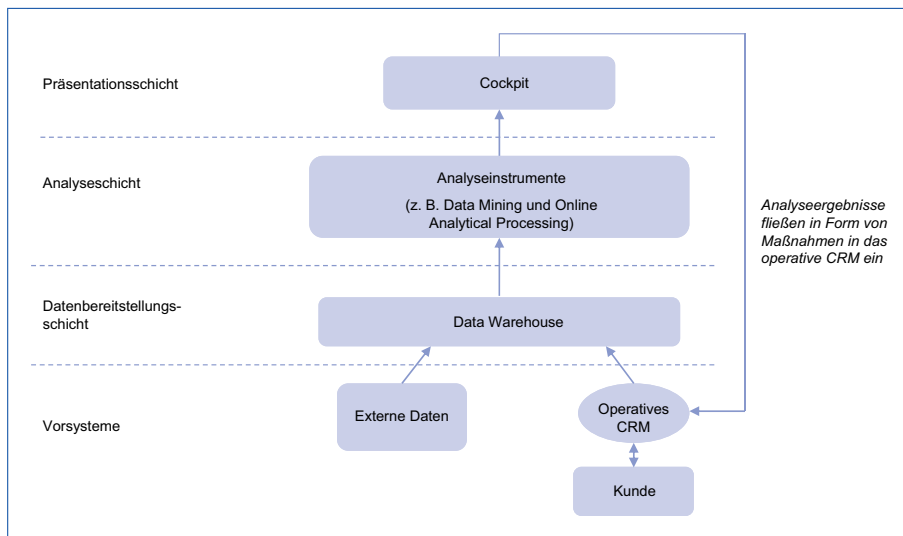 Präsentationsschicht
Cockpit
Analyseschicht
Analyseinstrumente
(z. B. Data Mining und Online
Analytical Processing)
Analyseergebnisse
fließen in Form von
Maßnahmen in das
operative CRM ein
Datenbereitstellungs-
schicht
Data Warehouse
Vorsysteme
Externe Daten
Operatives
CRM
Kunde